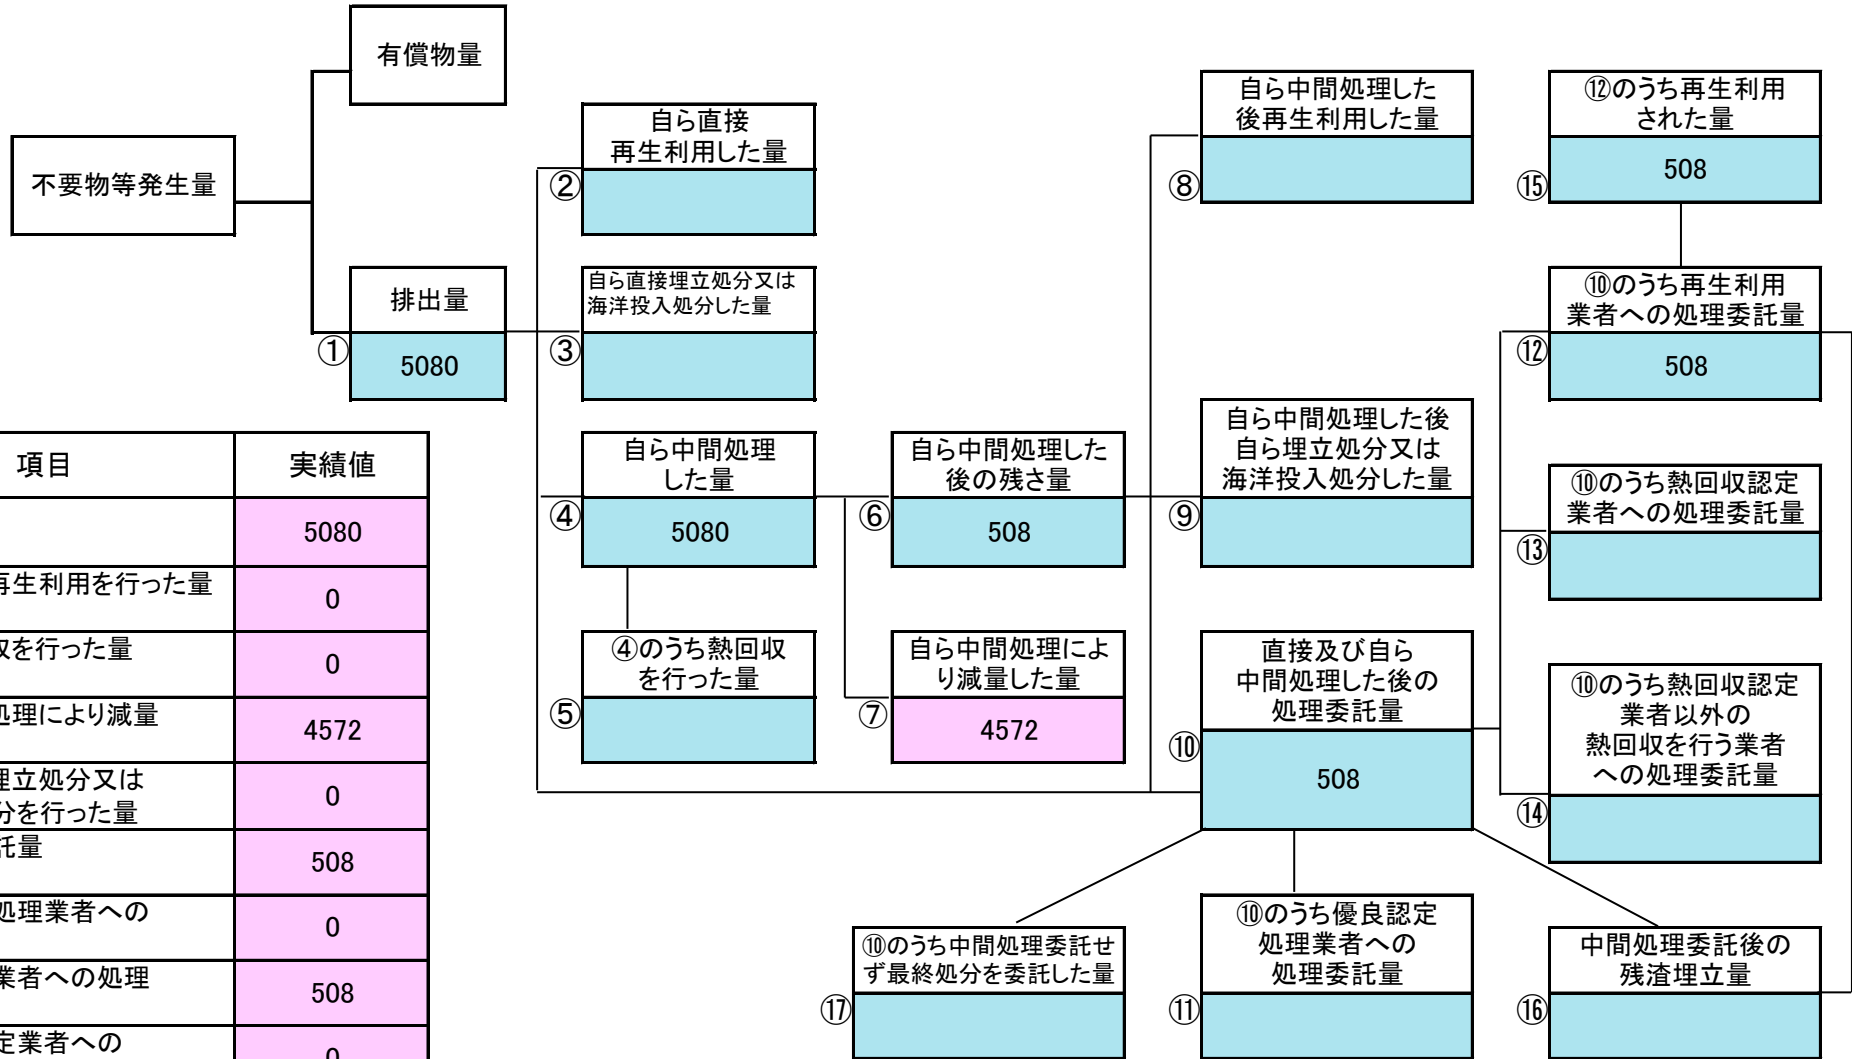 有償物量
不要物等発生量
排出量
①
5080
自ら直接
再生利用した量
②
自ら直接埋立処分又は
海洋投入処分した量
③
自ら中間処理
した量
④
5080
④のうち熱回収
を行った量
⑤
自ら中間処理した
後の残さ量
⑥
508
自ら中間処理によ
り減量した量
⑦
4572
自ら中間処理した
後再生利用した量
⑧
自ら中間処理した後
自ら埋立処分又は
海洋投入処分した量
⑨
直接及び自ら
中間処理した後の
処理委託量
⑩
508
⑫のうち再生利用
された量
⑮
508
⑩のうち再生利用
業者への処理委託量
⑫
508
⑩のうち熱回収認定
業者への処理委託量
⑬
⑩のうち熱回収認定
業者以外の
熱回収を行う業者
への処理委託量
⑭
⑩のうち中間処理委託せ
ず最終処分を委託した量
⑰
⑩のうち優良認定
処理業者への
処理委託量
⑪
中間処理委託後の
残渣埋立量
⑯
項目 実績値
5080
再生利用を行った量 0
を行った量 0
処理により減量 4572
埋立処分又は
分を行った量 0
託量 508
処理業者への 0
業者への処理 508
定業者への 0